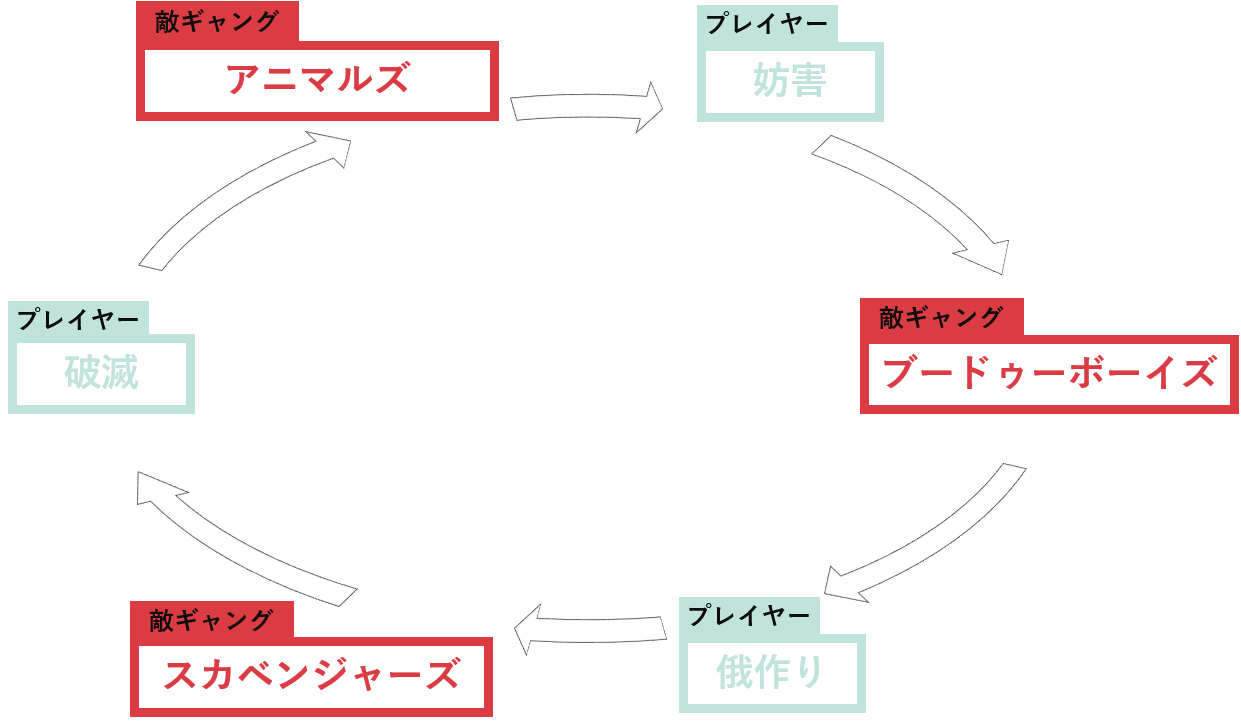 敵ギャング
アニマルズ
プレイヤー
妨害
敵ギャング
ブードゥーボーイズ
プレイヤー
俄作り
敵ギャング
スカベンジャーズ
プレイヤー
破滅